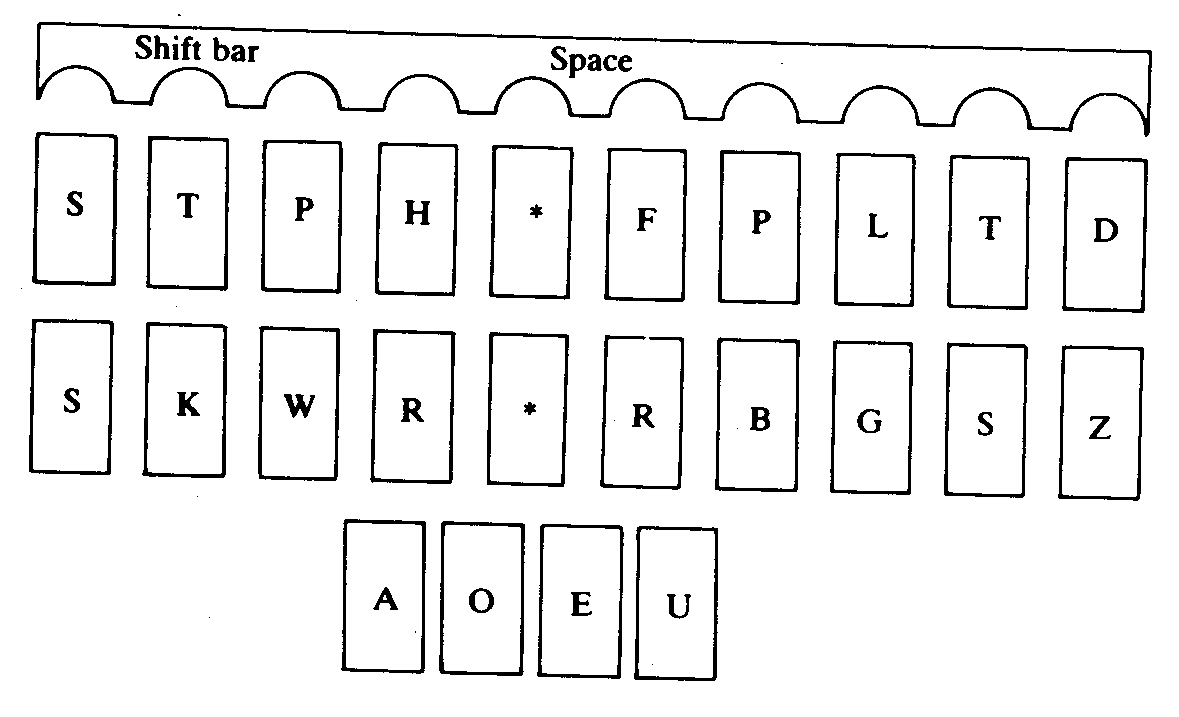 Shift bar Space
S T P H * F P L T D
S K W R * R B G S Z
A O E U